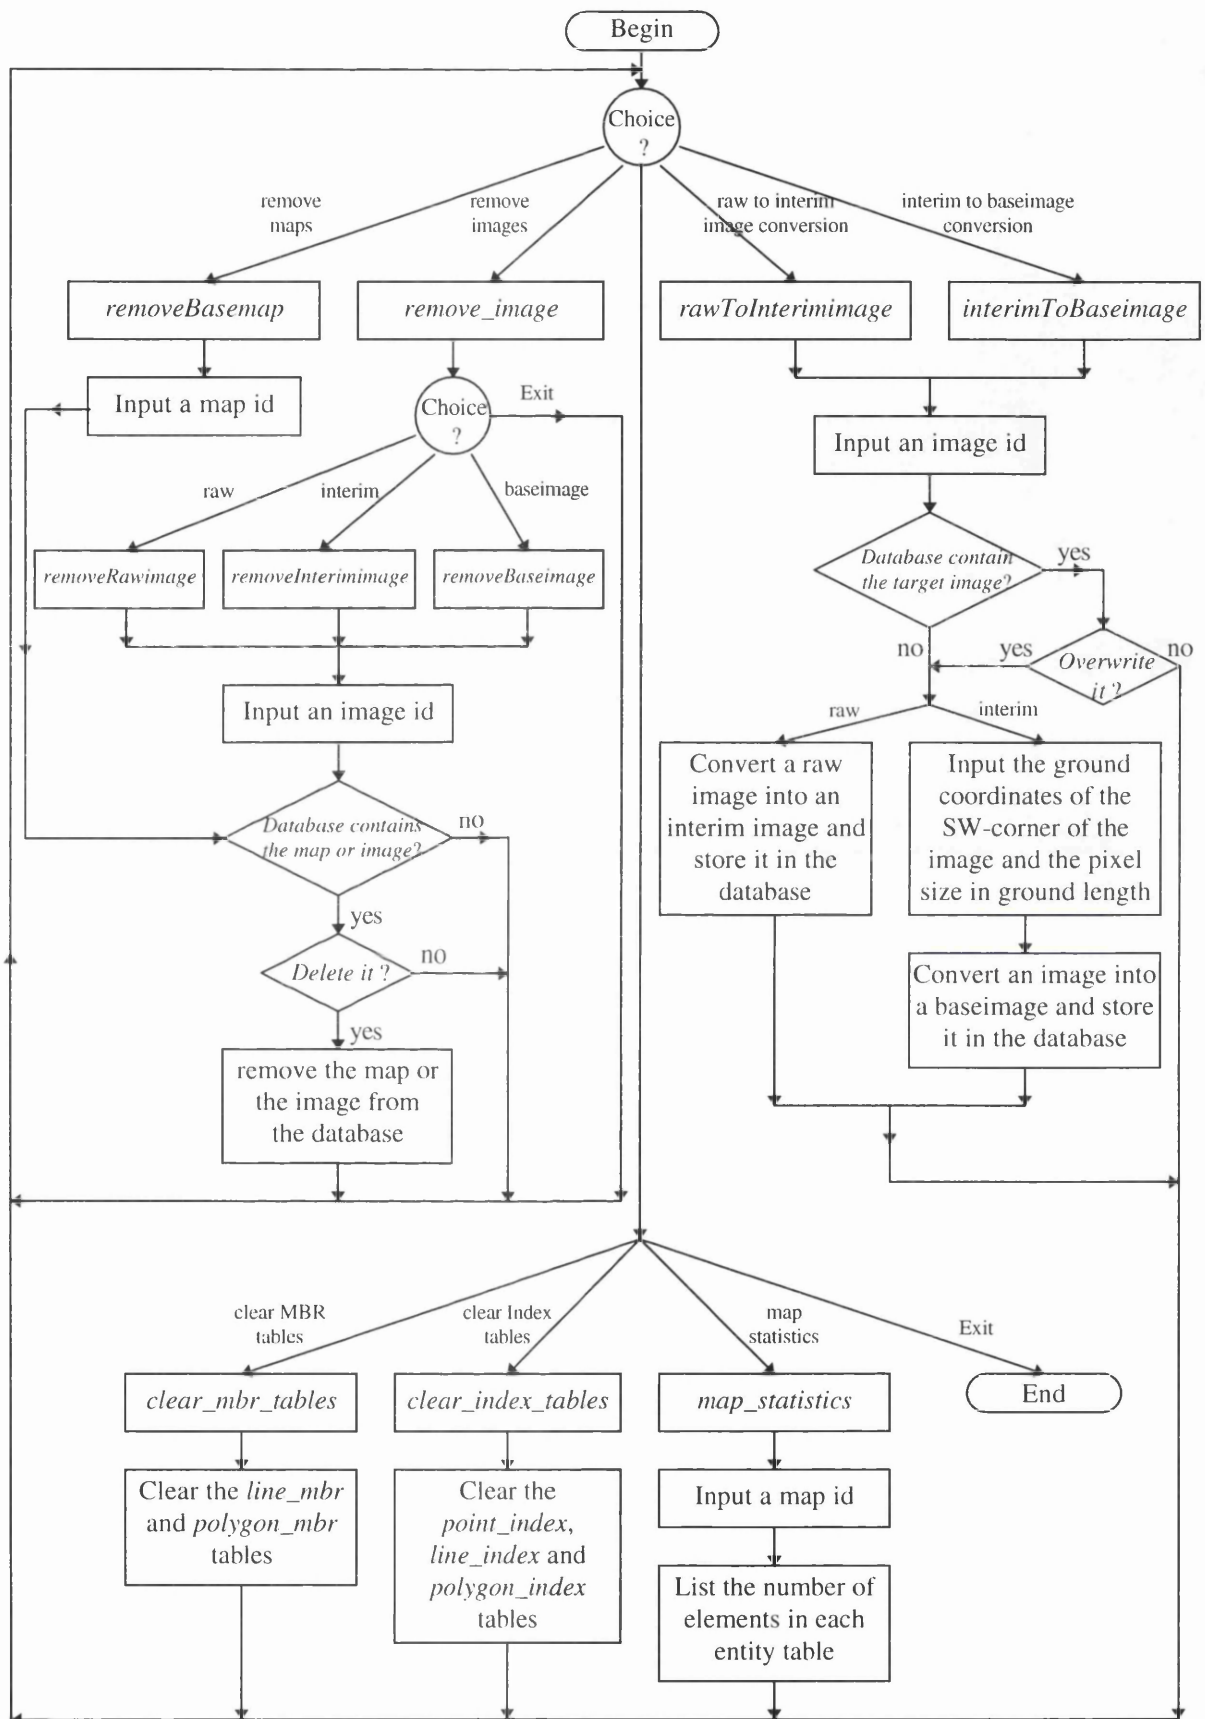 Begin
Choice
?
remove
maps
remove
images
raw to interim
image conversion
interim to baseimage
conversion
removeBasemap
remove_image
rawToInterimimage
interimToBaseimage
Input a map id
Choice
?
Exit
raw
interim
baseimage
removeRawimage
removeInterimimage
removeBaseimage
Input an image id
Database contains
the map or image?
no
yes
Delete it ?
no
yes
remove the map or
the image from
the database
Input an image id
Database contain
the target image?
yes
no
yes
Overwrite
it ?
no
raw
interim
Convert a raw
image into an
interim image and
store it in the
database
Input the ground
coordinates of the
SW-corner of the
image and the pixel
size in ground length
Convert an image into
a baseimage and store
it in the database
clear MBR
tables
clear Index
tables
map
statistics
Exit
clear_mbr_tables
clear_index_tables
map_statistics
End
Clear the line_mbr
and polygon_mbr
tables
Clear the
point_index,
line_index and
polygon_index
tables
Input a map id
List the number of
elements in each
entity table